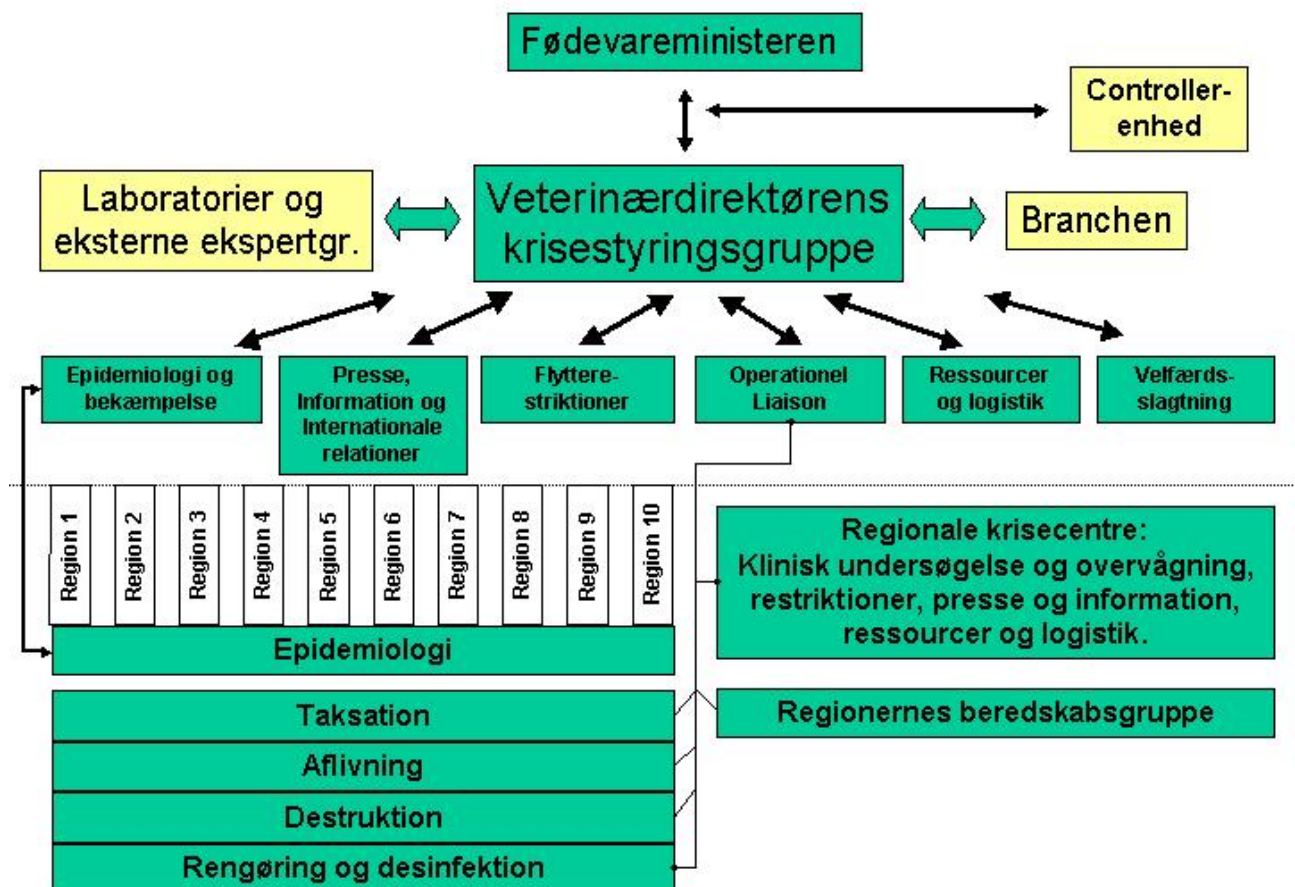 Fødevareministeren
Controller-
enhed
Laboratorier og
eksterne ekspertgr.
Veterinærdirektørens
krisestyringsgruppe
Branchen
Epidemiologi og
bekæmpelse
Presse,
Information og
Internationale
relationer
Flyttere-
striktioner
Operationel
Liaison
Ressourcer
og logistik
Velfærds-
slagtning
Region 1
Region 2
Region 3
Region 4
Region 5
Region 6
Region 7
Region 8
Region 9
Region 10
Regionale krisecentre:
Klinisk undersøgelse og overvågning,
restriktioner, presse og information,
ressourcer og logistik.
Epidemiologi
Taksation
Regionernes beredskabsgruppe
Aflivning
Destruktion
Rengøring og desinfektion